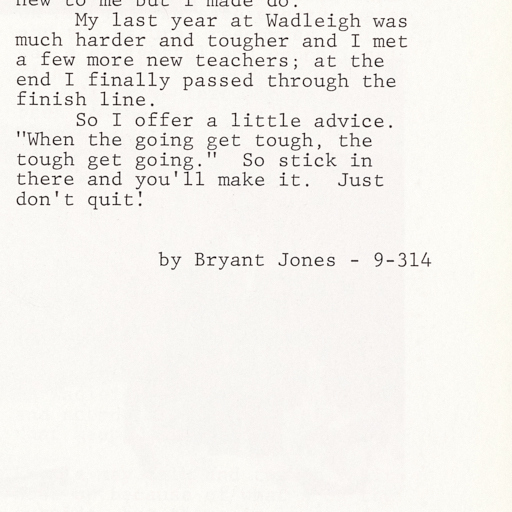 new to me but I made do.
My last year at Wadleigh was
much harder and tougher and I met
a few more new teachers; at the
end I finally passed through the
finish line.
So I offer a little advice.
"When the going get tough, the
tough get going." So stick in
there and you'll make it. Just
don't quit!
by Bryant Jones - 9-314